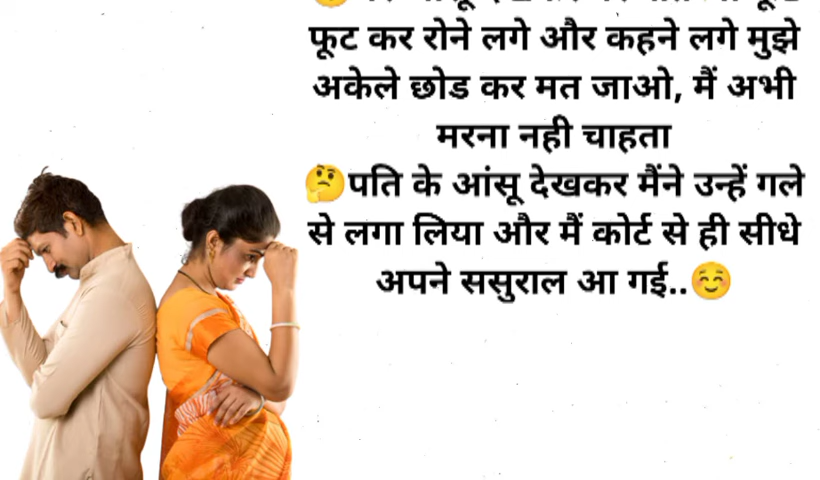 फूट कर रोने लगे और कहने लगे मुझे
अकेले छोड कर मत जाओ, मैं अभी
मरना नही चाहता
🤔पति के आंसू देखकर मैंने उन्हें गले
से लगा लिया और मैं कोर्ट से ही सीधे
अपने ससुराल आ गई..☺️